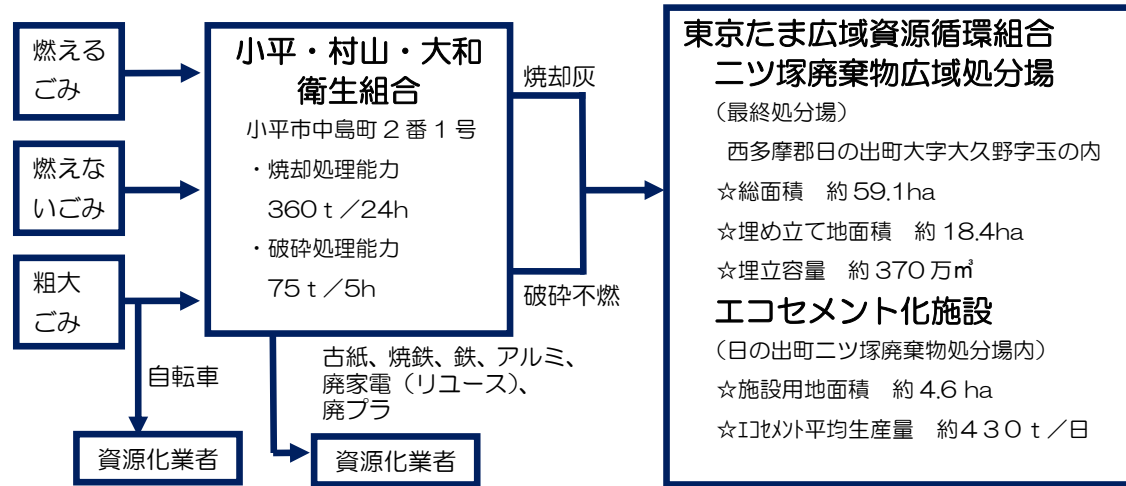 燃える
ごみ
燃えな
いごみ
粗大
ごみ
自転車
資源化業者
小平・村山・大和
衛生組合
小平市中島町2番1号
・焼却処理能力
360t/24h
・破砕処理能力
75t/5h
古紙、焼鉄、鉄、アルミ、
廃家電（リユース）、
廃プラ
資源化業者
焼却灰
破砕不燃
東京たま広域資源循環組合
二ツ塚廃棄物広域処分場
（最終処分場）
西多摩郡日の出町大字大久野字玉の内
☆総面積　約59.1ha
☆埋め立て地面積　約18.4ha
☆埋立容量　約370万㎥
エコセメント化施設
（日の出町二ツ塚廃棄物処分場内）
☆施設用地面積　約4.6ha
☆ｴｺｾﾒﾝﾄ平均生産量　約４３０ｔ／日